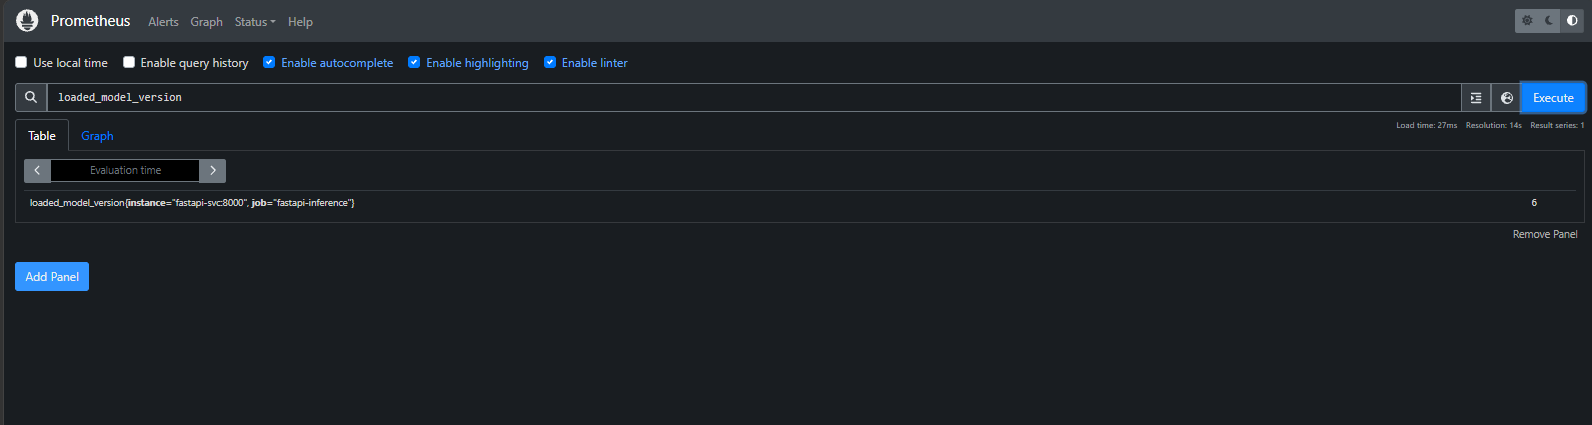 Prometheus Alerts Graph Status Help
Use local time Enable query history Enable autocomplete Enable highlighting Enable linter
loaded_model_version Execute
Table Graph Load time: 27ms Resolution: 14s Result series: 1
Evaluation time
loaded_model_version{instance="fastapi-svc:8000", job="fastapi-inference"} 6
Remove Panel
Add Panel